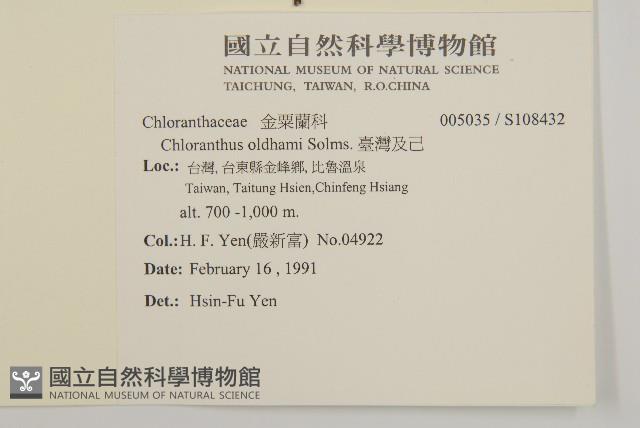 國立自然科學博物館
NATIONAL MUSEUM OF NATURAL SCIENCE
TAICHUNG, TAIWAN, R.O.CHINA
Chloranthaceae 金粟蘭科 005035 / S108432
Chloranthus oldhami Solms. 臺灣及己
Loc.: 台灣, 台東縣金峰鄉, 比魯溫泉
Taiwan, Taitung Hsien,Chinfeng Hsiang
alt. 700 -1,000 m.
Col.: H. F. Yen(嚴新富) No.04922
Date: February 16 , 1991
Det.: Hsin-Fu Yen
國立自然科學博物館
NATIONAL MUSEUM OF NATURAL SCIENCE